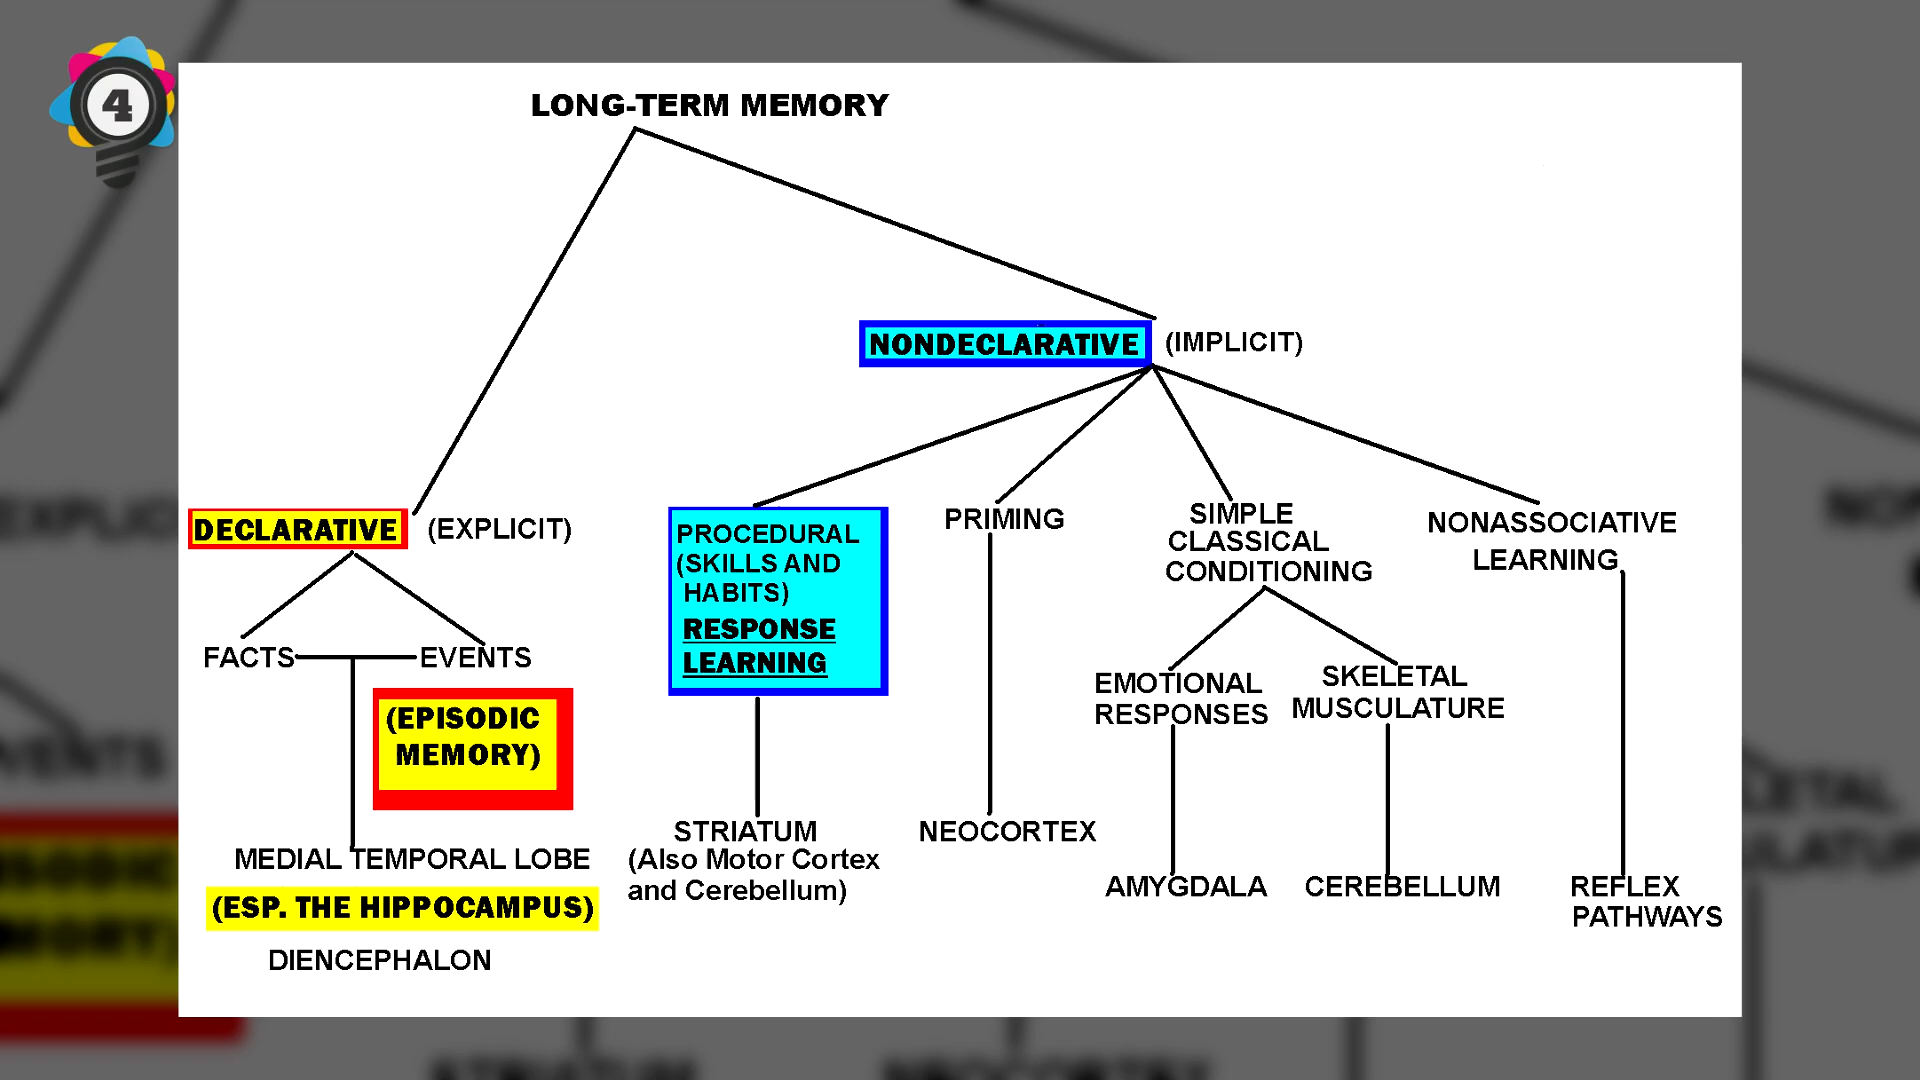 4
LONG-TERM MEMORY
NONDECLARATIVE (IMPLICIT)
DECLARATIVE (EXPLICIT)
FACTS EVENTS
(EPISODIC
MEMORY)
MEDIAL TEMPORAL LOBE
(ESP. THE HIPPOCAMPUS)
DIENCEPHALON
PROCEDURAL
(SKILLS AND
HABITS)
RESPONSE
LEARNING
STRIATUM
(Also Motor Cortex
and Cerebellum)
PRIMING
NEOCORTEX
SIMPLE
CLASSICAL
CONDITIONING
EMOTIONAL
RESPONSES
AMYGDALA
SKELETAL
MUSCULATURE
CEREBELLUM
NONASSOCIATIVE
LEARNING
REFLEX
PATHWAYS